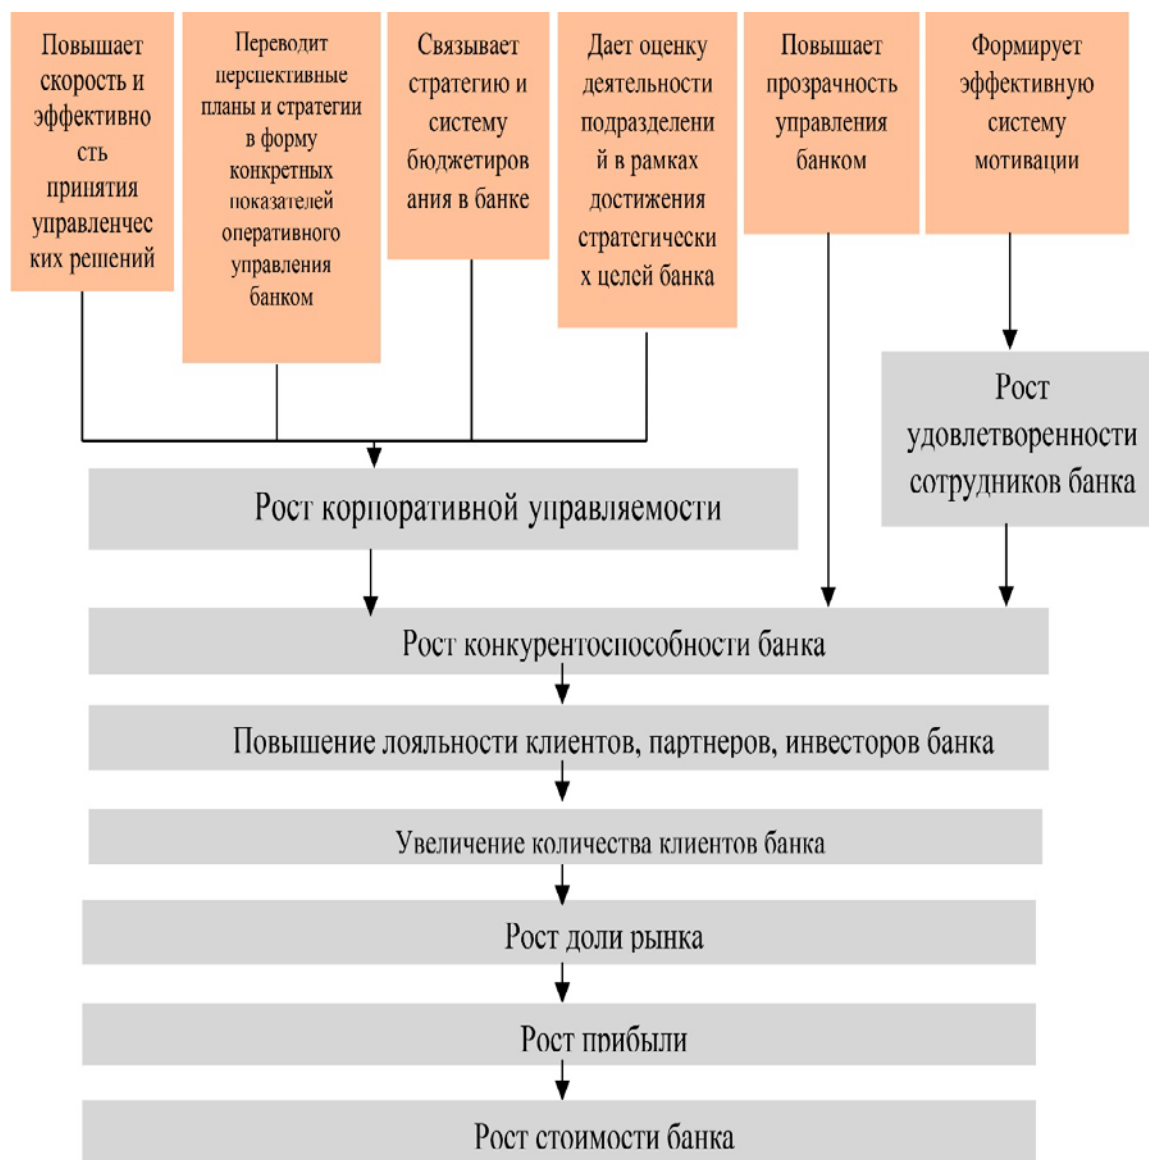 Повышает
скорость и
эффективно
сть
принятия
управленчес
ких решений
Переводит
перспективные
планы и стратегии
в форму
конкретных
показателей
оперативного
управления
банком
Связывает
стратегию и
систему
бюджетиров
ания в банке
Дает оценку
деятельности
подразделени
й в рамках
достижения
стратегически
х целей банка
Повышает
прозрачность
управления
банком
Формирует
эффективную
систему
мотивации
Рост
удовлетворенности
сотрудников банка
Рост корпоративной управляемости
Рост конкурентоспособности банка
Повышение лояльности клиентов, партнеров, инвесторов банка
Увеличение количества клиентов банка
Рост доли рынка
Рост прибыли
Рост стоимости банка